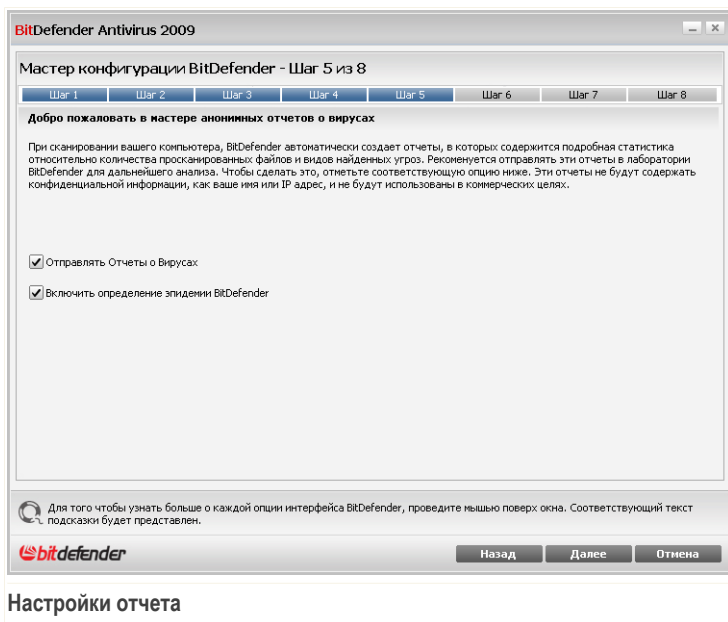 BitDefender Antivirus 2009
Мастер конфигурации BitDefender - Шаг 5 из 8
Шаг 1 Шаг 2 Шаг 3 Шаг 4 Шаг 5 Шаг 6 Шаг 7 Шаг 8
Добро пожаловать в мастере анонимных отчетов о вирусах
При сканировании вашего компьютера, BitDefender автоматически создает отчеты, в которых содержится подробная статистика
относительно количества просканированных файлов и видов найденных угроз. Рекоменуется отправлять эти отчеты в лаборатории
BitDefender для дальнейшего анализа. Чтобы сделать это, отметьте соответствующую опцию ниже. Эти отчеты не будут содержать
конфиденциальной информации, как ваше имя или IP адрес, и не будут использованы в коммерческих целях.
Отправлять Отчеты о Вирусах
Включить определение эпидемии BitDefender
Для того чтобы узнать больше о каждой опции интерфейса BitDefender, проведите мышью поверх окна. Соответствующий текст
подсказки будет представлен.
bitdefender
Назад Далее Отмена
Настройки отчета